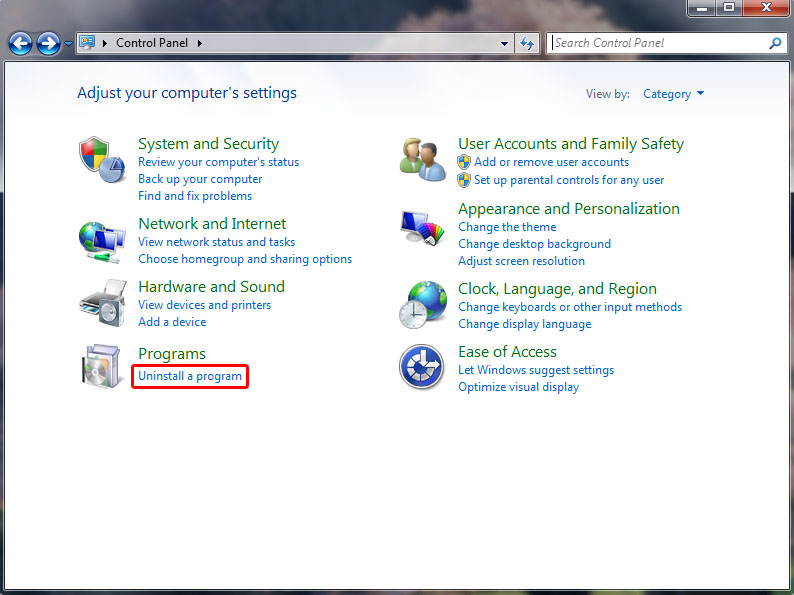 Control Panel
Search Control Panel
Adjust your computer's settings
View by: Category
System and Security
Review your computer's status
Back up your computer
Find and fix problems
Network and Internet
View network status and tasks
Choose homegroup and sharing options
Hardware and Sound
View devices and printers
Add a device
Programs
Uninstall a program
User Accounts and Family Safety
Add or remove user accounts
Set up parental controls for any user
Appearance and Personalization
Change the theme
Change desktop background
Adjust screen resolution
Clock, Language, and Region
Change keyboards or other input methods
Change display language
Ease of Access
Let Windows suggest settings
Optimize visual display